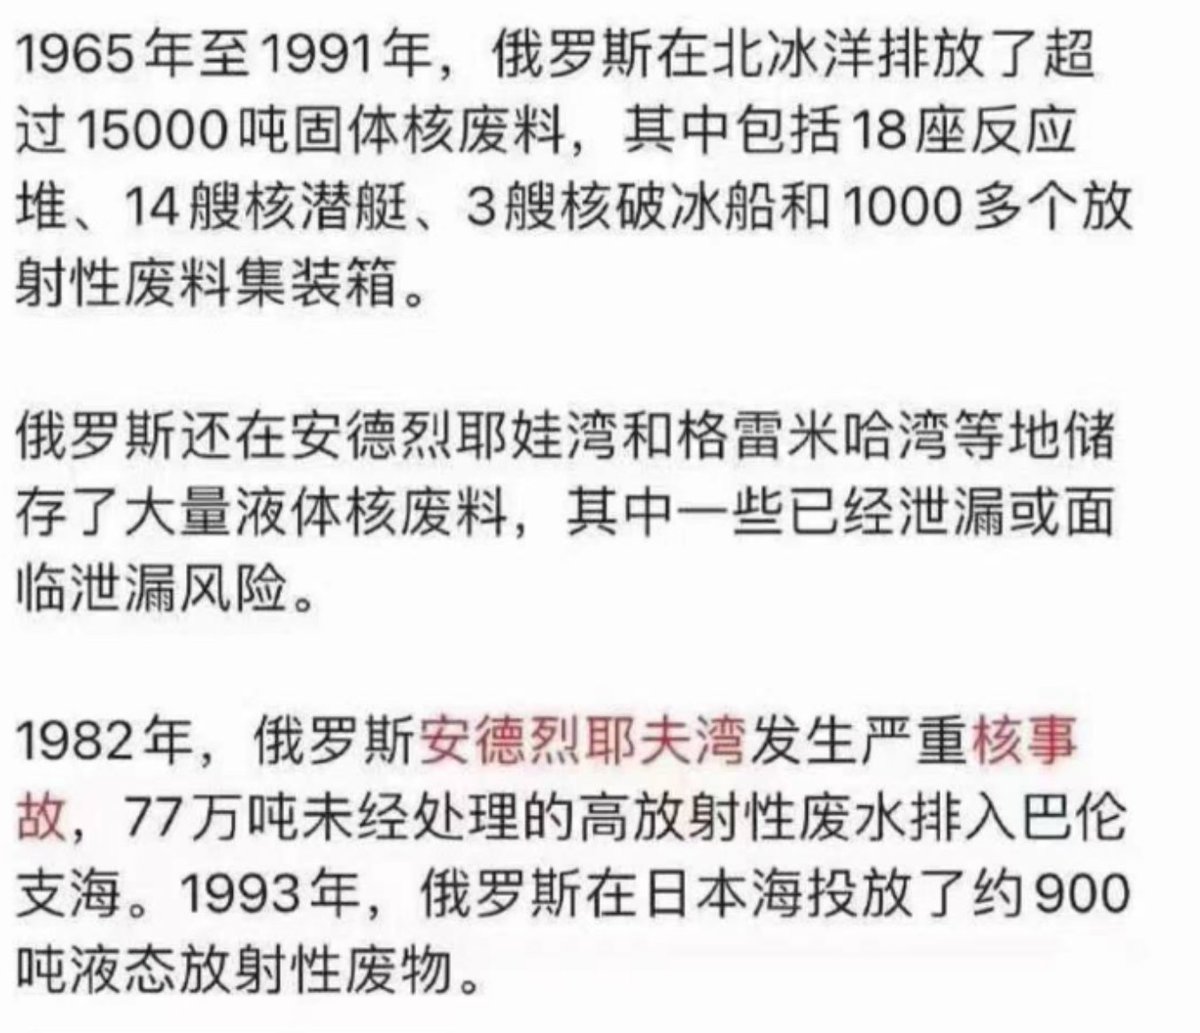 1965年至1991年，俄罗斯在北冰洋排放了超
过15000吨固体核废料，其中包括18座反应
堆、14艘核潜艇、3艘核破冰船和1000多个放
射性废料集装箱。
俄罗斯还在安德烈耶娃湾和格雷米哈湾等地储
存了大量液体核废料，其中一些已经泄漏或面
临泄漏风险。
1982年，俄罗斯安德烈耶夫湾发生严重核事
故，77万吨未经处理的高放射性废水排入巴伦
支海。1993年，俄罗斯在日本海投放了约900
吨液态放射性废物。